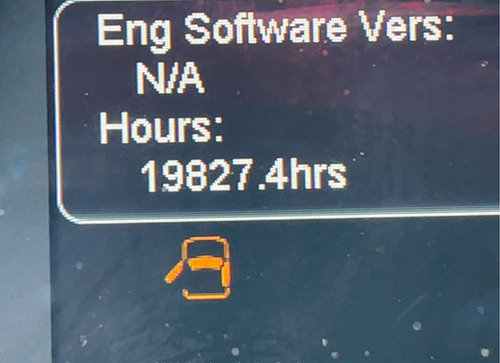 Eng Software Vers:
N/A
Hours:
19827.4hrs